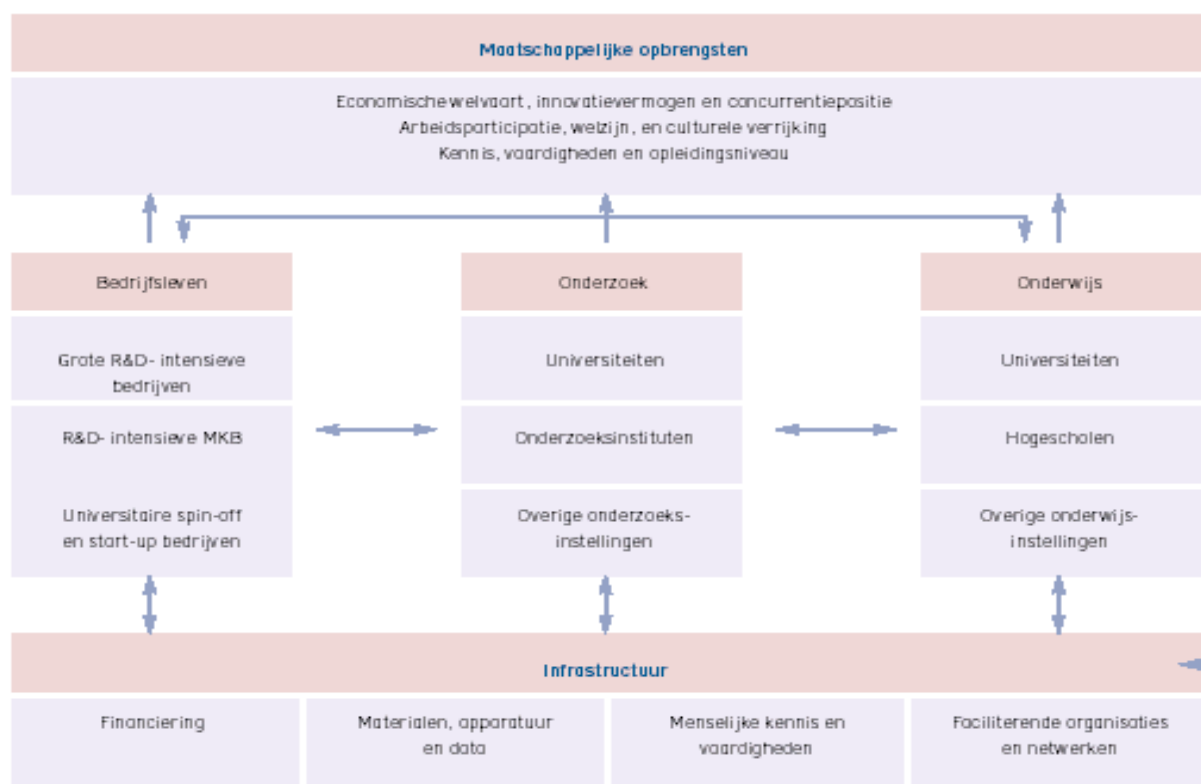 Maatschappelijke opbrengsten
Economische welvaart, innovatievermogen en concurrentiepositie
Arbeidsparticipatie, welzijn, en culturele verrijking
Kennis, vaardigheden en opleidingsniveau
Bedrijfsleven
Grote R&D- intensieve
bedrijven
R&D- intensieve MKB
Universitaire spin-off
en start-up bedrijven
Onderzoek
Universiteiten
Onderzoeksinstituten
Overige onderzoeks-
instellingen
Onderwijs
Universiteiten
Hogescholen
Overige onderwijs-
instellingen
Infrastructuur
Financiering
Materialen, apparatuur
en data
Menselijke kennis en
vaardigheden
Faciliterende organisaties
en netwerken